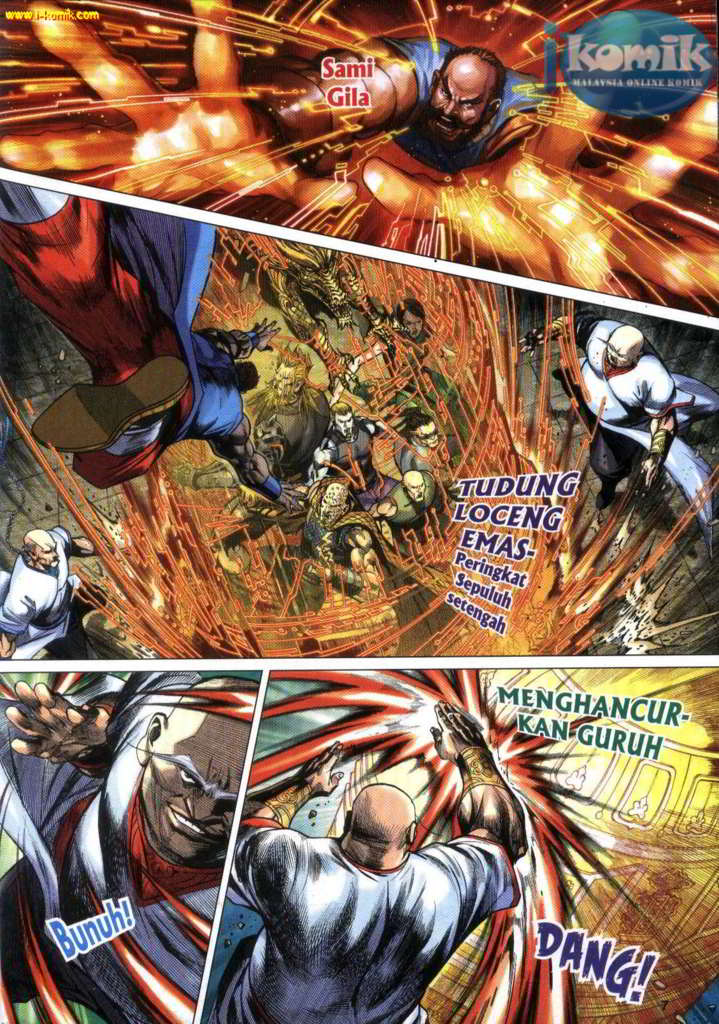 www.i-komik.com
i komik
MALAYSIA ONLINE KOMIK
Sami
Gila
TUDUNG
LOCENG
EMAS-
Peringkat
Sepuluh
setengah
MENGHANCUR-
KAN GURUH
Bunuh!
DANG!